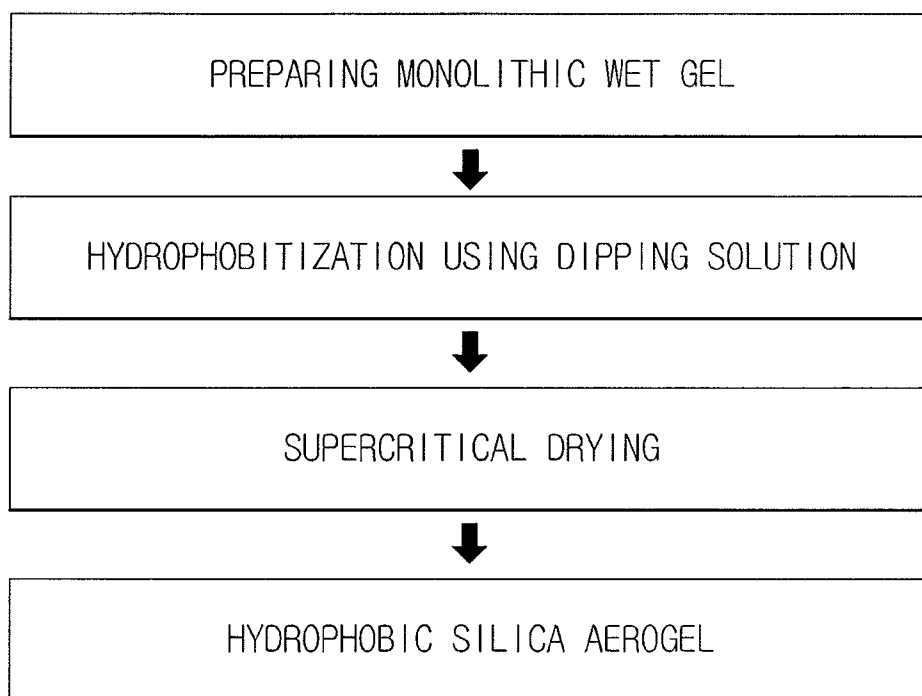 PREPARING MONOLITHIC WET GEL
HYDROPHOBITIZATION USING DIPPING SOLUTION
SUPERCRITICAL DRYING
HYDROPHOBIC SILICA AEROGEL